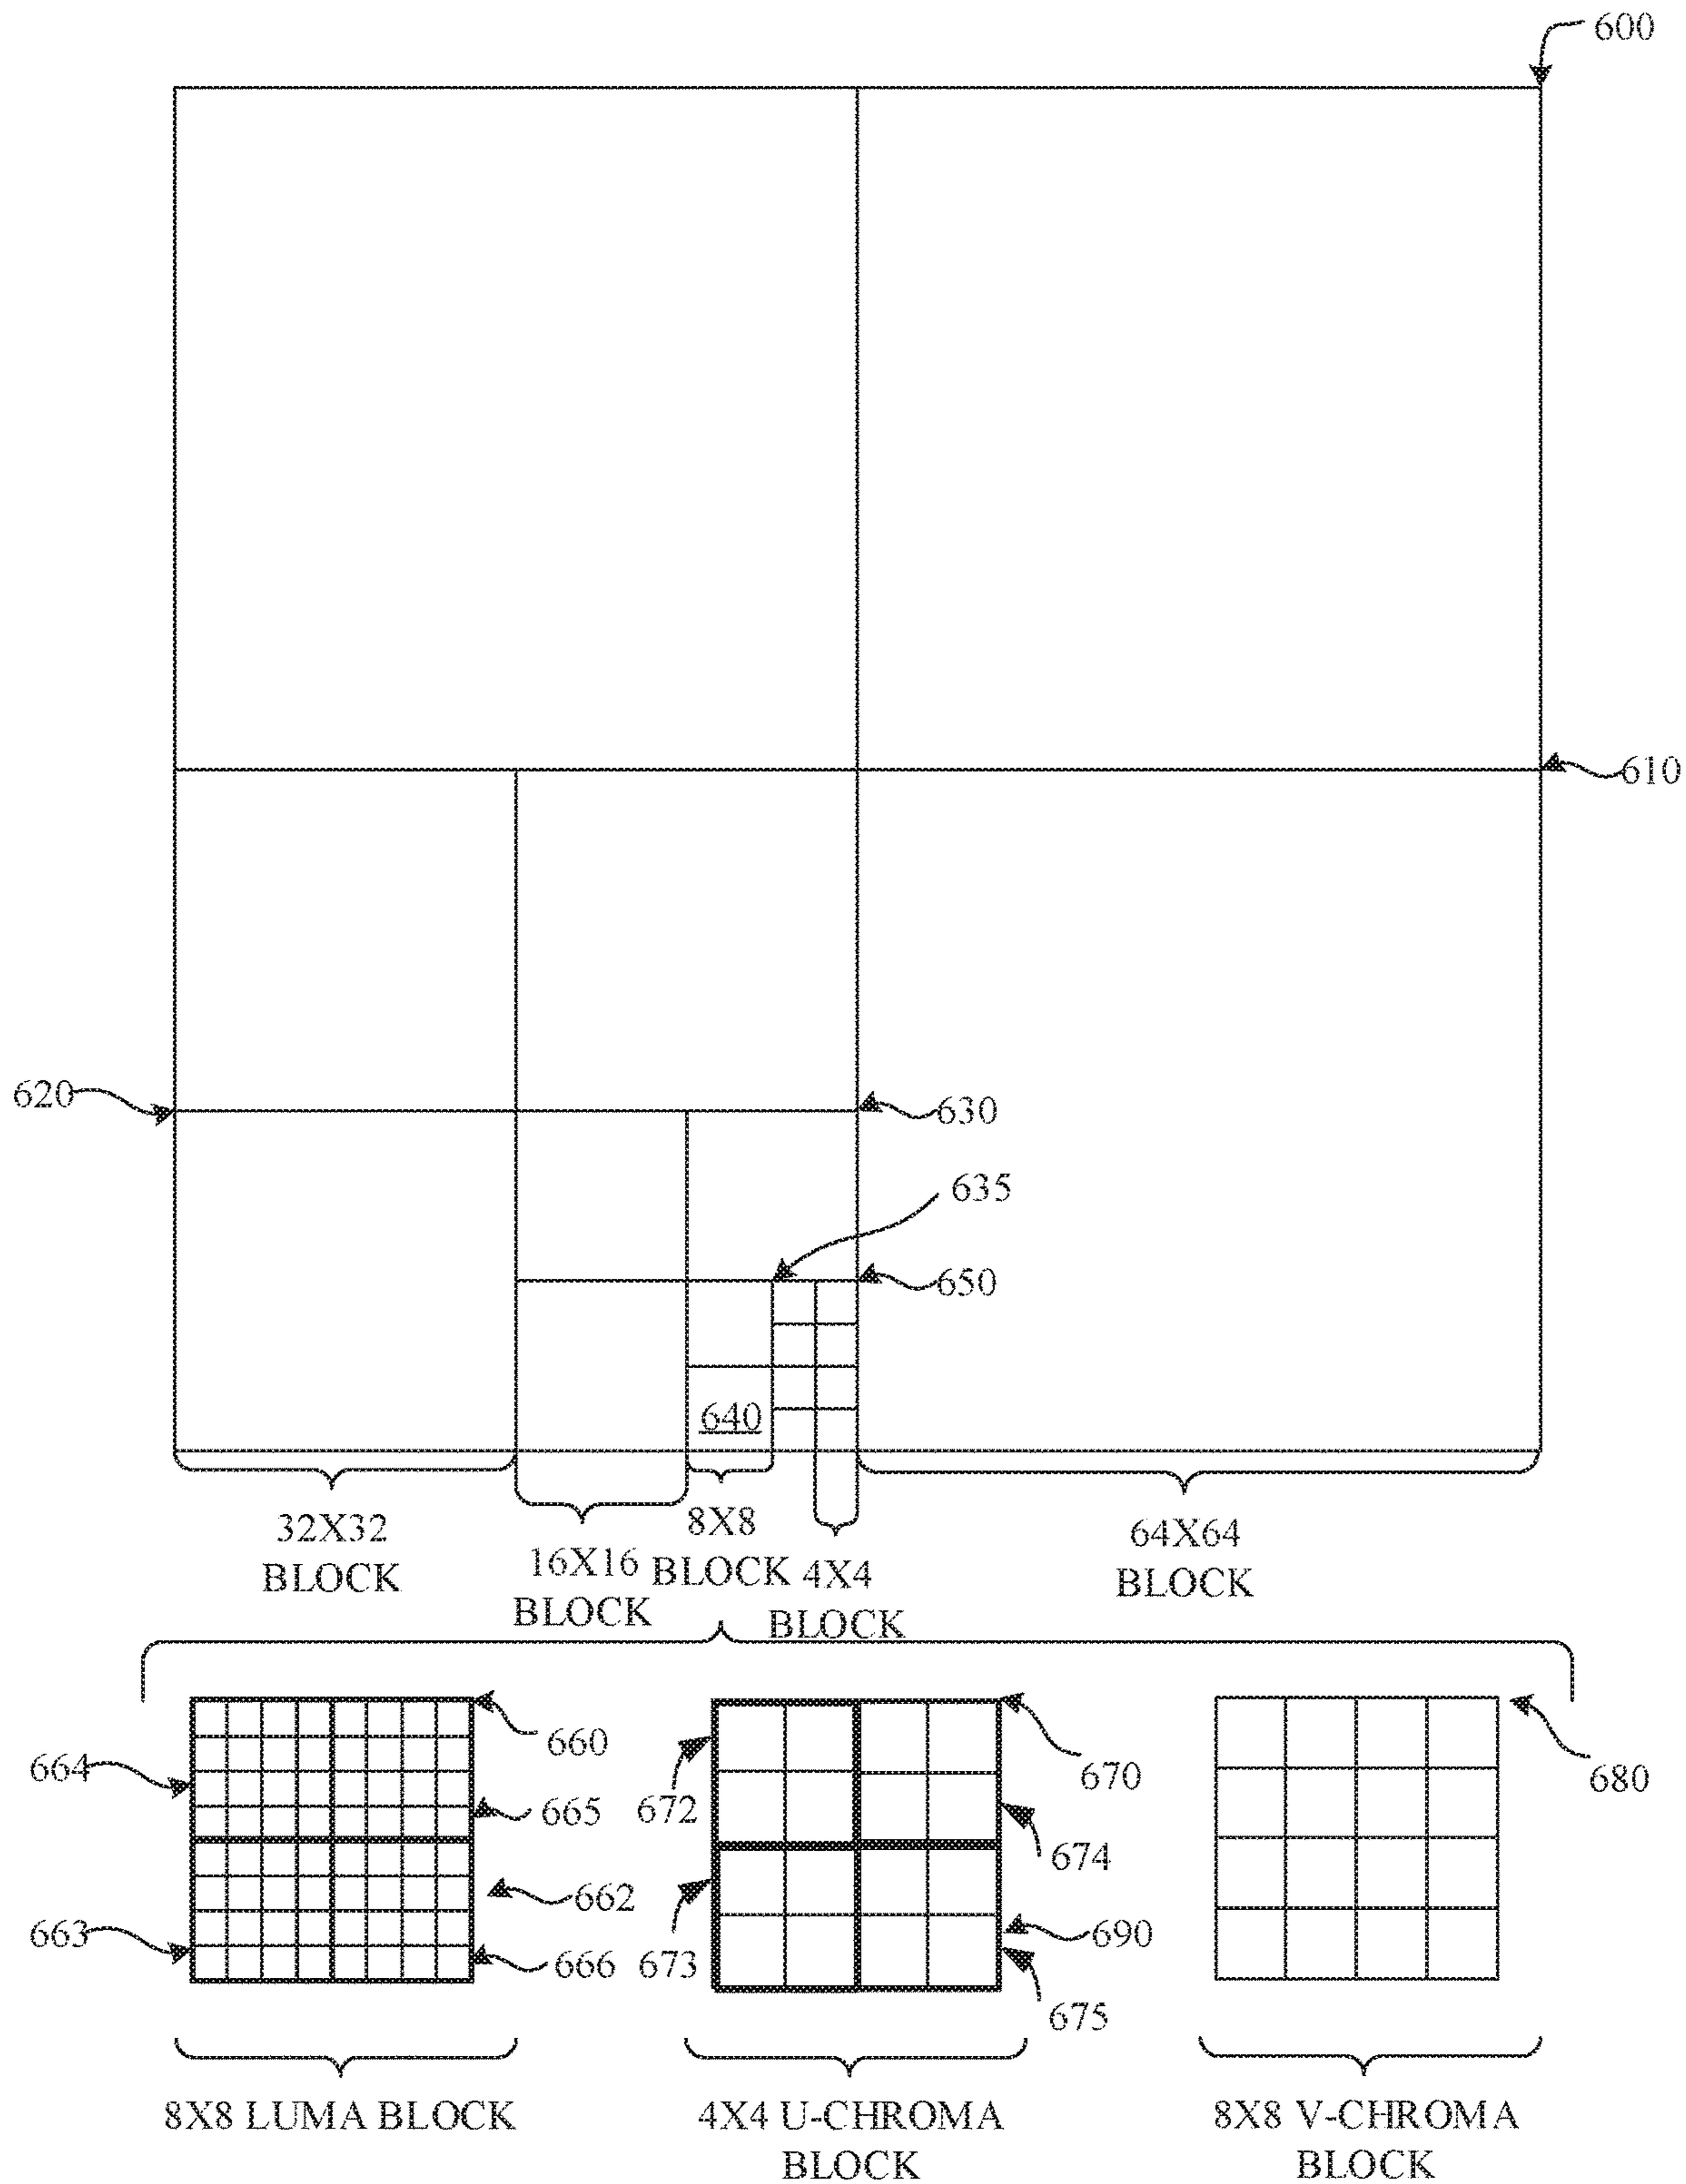 600
610
620
630
635
650
640
32X32
BLOCK
16X16
BLOCK
8X8
BLOCK
4X4
BLOCK
64X64
BLOCK
660
664
665
662
663
666
670
672
674
673
690
675
680
8X8 LUMA BLOCK
4X4 U-CHROMA
BLOCK
8X8 V-CHROMA
BLOCK